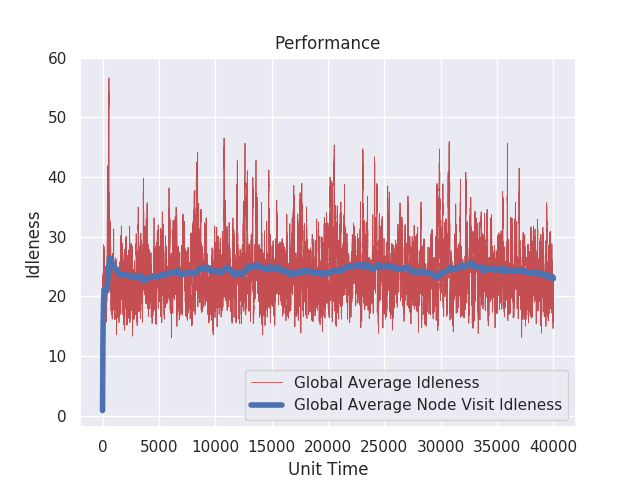 Performance
60
50
40
30
20
10
0
Idleness
Global Average Idleness
Global Average Node Visit Idleness
0 5000 10000 15000 20000 25000 30000 35000 40000
Unit Time